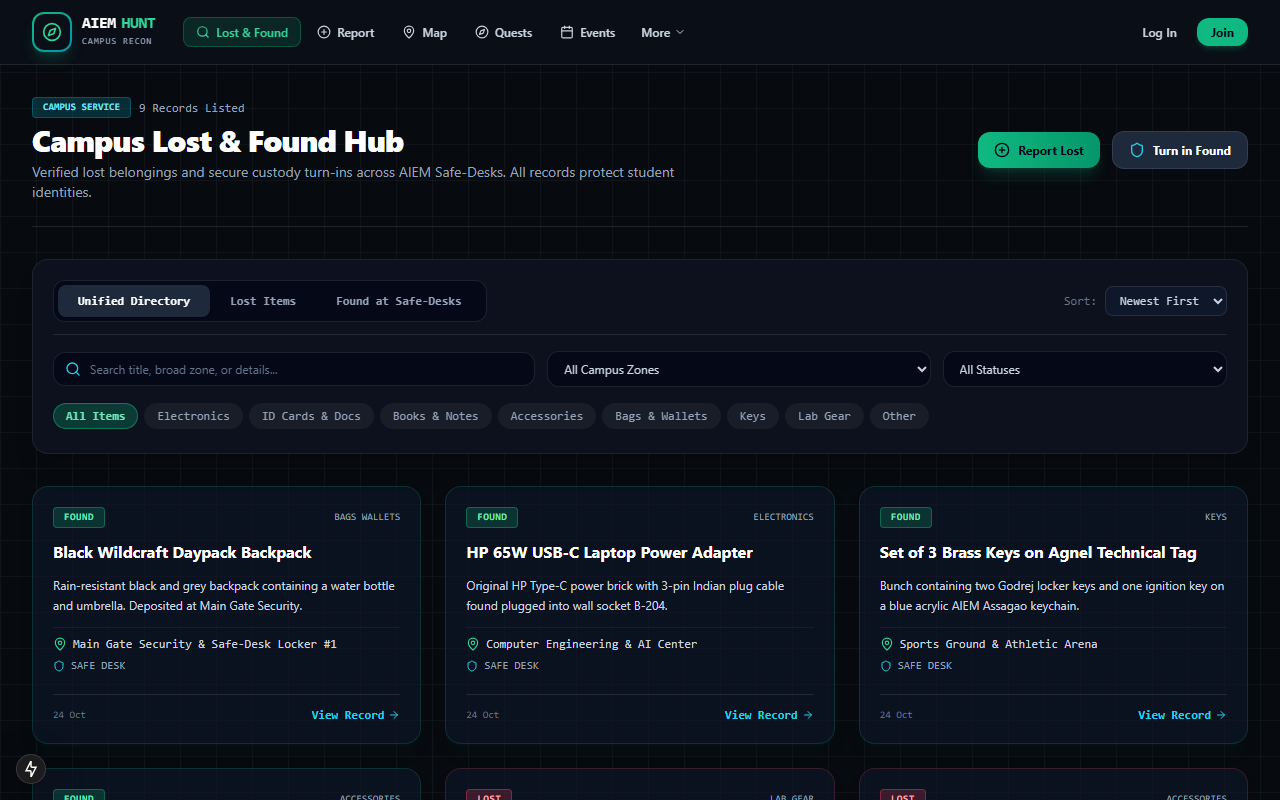 AIEM HUNT
CAMPUS RECON
Lost & Found
Report
Map
Quests
Events
More
Log In
Join
CAMPUS SERVICE
9 Records Listed
Campus Lost & Found Hub
Verified lost belongings and secure custody turn-ins across AIEM Safe-Desks. All records protect student
identities.
Report Lost
Turn in Found
Unified Directory
Lost Items
Found at Safe-Desks
Sort:
Newest First
Search title, broad zone, or details...
All Campus Zones
All Statuses
All Items
Electronics
ID Cards & Docs
Books & Notes
Accessories
Bags & Wallets
Keys
Lab Gear
Other
FOUND
BAGS WALLETS
Black Wildcraft Daypack Backpack
Rain-resistant black and grey backpack containing a water bottle
and umbrella. Deposited at Main Gate Security.
Main Gate Security & Safe-Desk Locker #1
SAFE DESK
24 Oct
View Record
FOUND
ELECTRONICS
HP 65W USB-C Laptop Power Adapter
Original HP Type-C power brick with 3-pin Indian plug cable
found plugged into wall socket B-204.
Computer Engineering & AI Center
SAFE DESK
24 Oct
View Record
FOUND
KEYS
Set of 3 Brass Keys on Agnel Technical Tag
Bunch containing two Godrej locker keys and one ignition key on
a blue acrylic AIEM Assagao keychain.
Sports Ground & Athletic Arena
SAFE DESK
24 Oct
View Record
FOUND
ACCESSORIES
LOST
LAB GEAR
LOST
ACCESSORIES